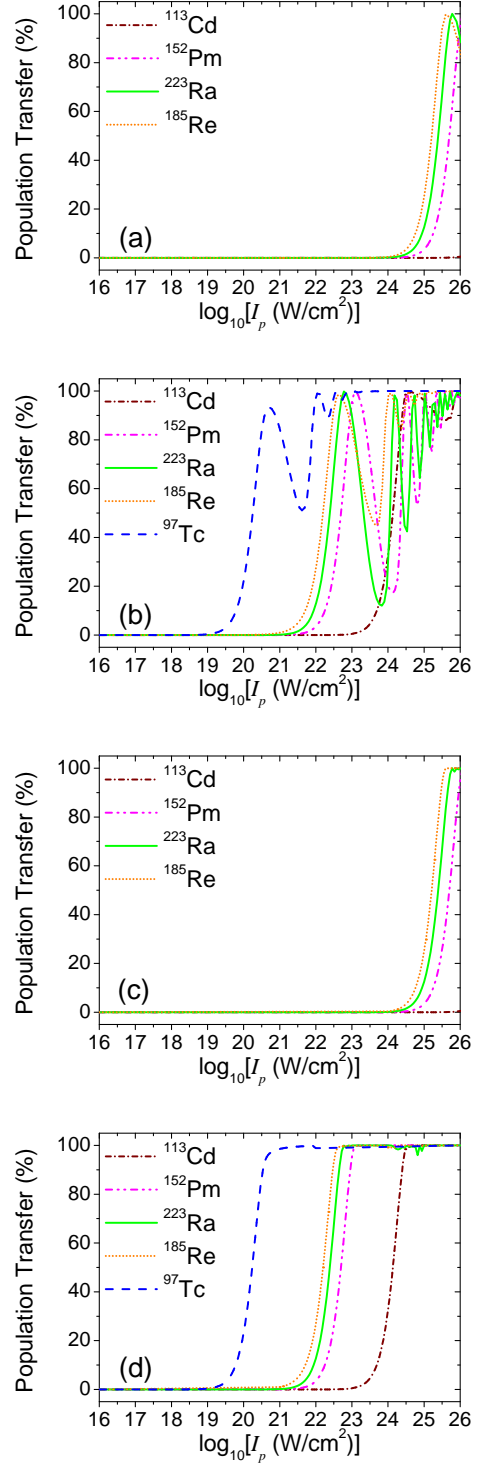 Population Transfer (%)
100
80
60
40
20
0
¹¹³Cd
¹⁵²Pm
²²³Ra
¹⁸⁵Re
(a)
16 17 18 19 20 21 22 23 24 25 26
log₁₀[Iₚ (W/cm²)]
Population Transfer (%)
100
80
60
40
20
0
¹¹³Cd
¹⁵²Pm
²²³Ra
¹⁸⁵Re
⁹⁷Tc
(b)
16 17 18 19 20 21 22 23 24 25 26
log₁₀[Iₚ (W/cm²)]
Population Transfer (%)
100
80
60
40
20
0
¹¹³Cd
¹⁵²Pm
²²³Ra
¹⁸⁵Re
(c)
16 17 18 19 20 21 22 23 24 25 26
log₁₀[Iₚ (W/cm²)]
Population Transfer (%)
100
80
60
40
20
0
¹¹³Cd
¹⁵²Pm
²²³Ra
¹⁸⁵Re
⁹⁷Tc
(d)
16 17 18 19 20 21 22 23 24 25 26
log₁₀[Iₚ (W/cm²)]